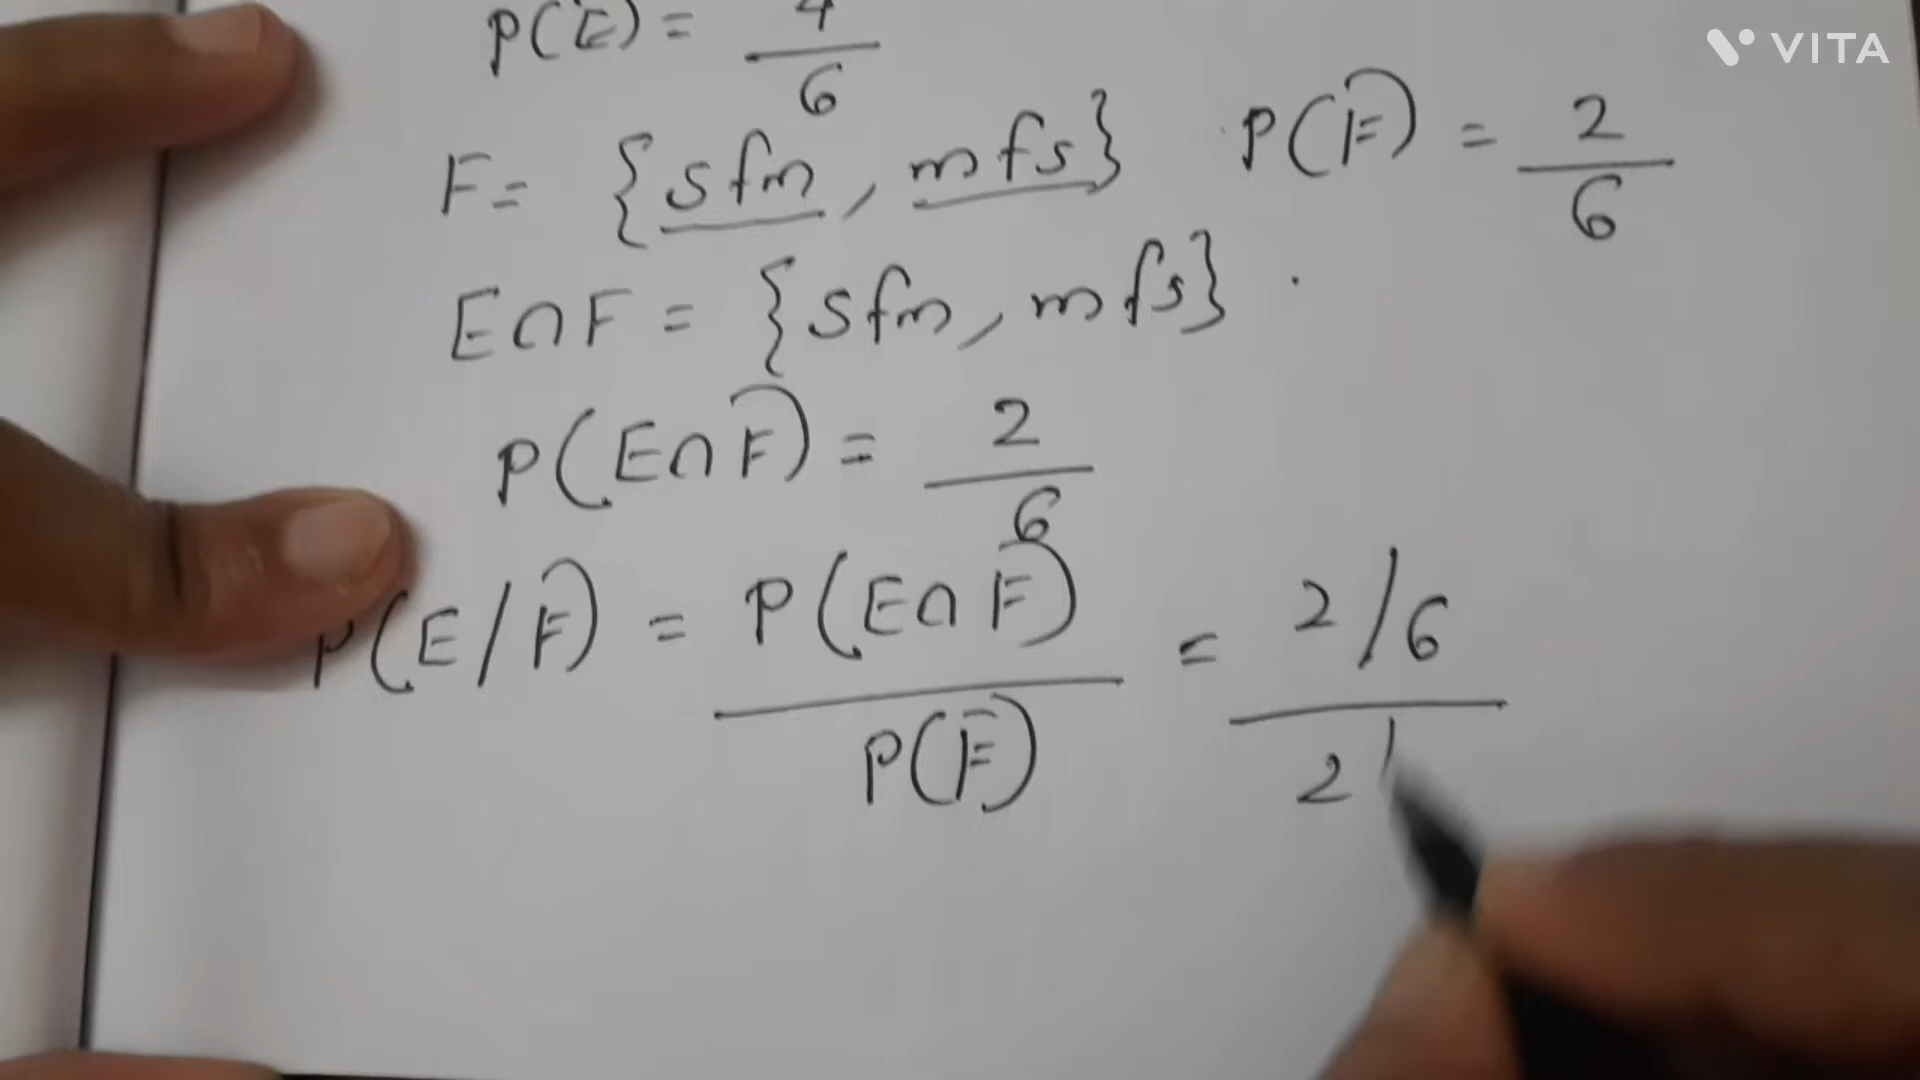 VITA
P(E) = 4/6
F = {sfm, mfs} P(F) = 2/6
E∩F = {sfm, mfs}.
P(E∩F) = 2/6
P(E/F) = P(E∩F)/P(F) = 2/6 / 2/